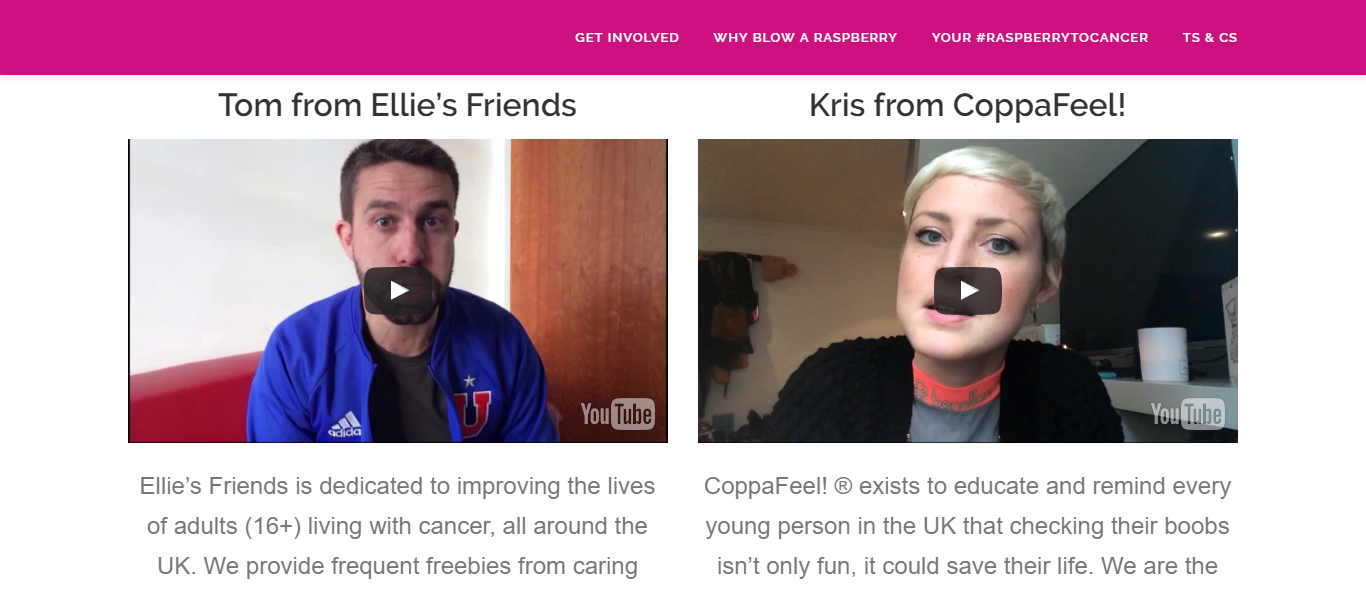 GET INVOLVED WHY BLOW A RASPBERRY YOUR #RASPBERRYTOCANCER TS & CS
Tom from Ellie’s Friends
Kris from CoppaFeel!
adidas
U
YouTube
YouTube
Ellie’s Friends is dedicated to improving the lives
of adults (16+) living with cancer, all around the
UK. We provide frequent freebies from caring
CoppaFeel! ® exists to educate and remind every
young person in the UK that checking their boobs
isn’t only fun, it could save their life. We are the